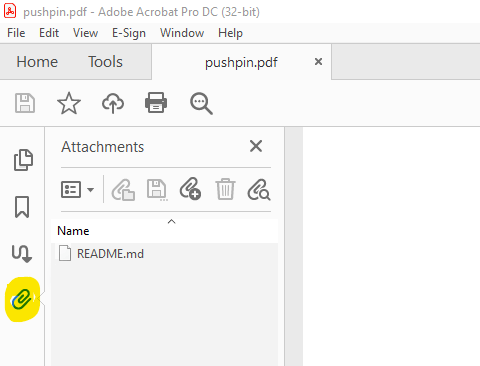 pushpin.pdf - Adobe Acrobat Pro DC (32-bit)
File Edit View E-Sign Window Help
Home Tools pushpin.pdf ×
Attachments
Name
README.md